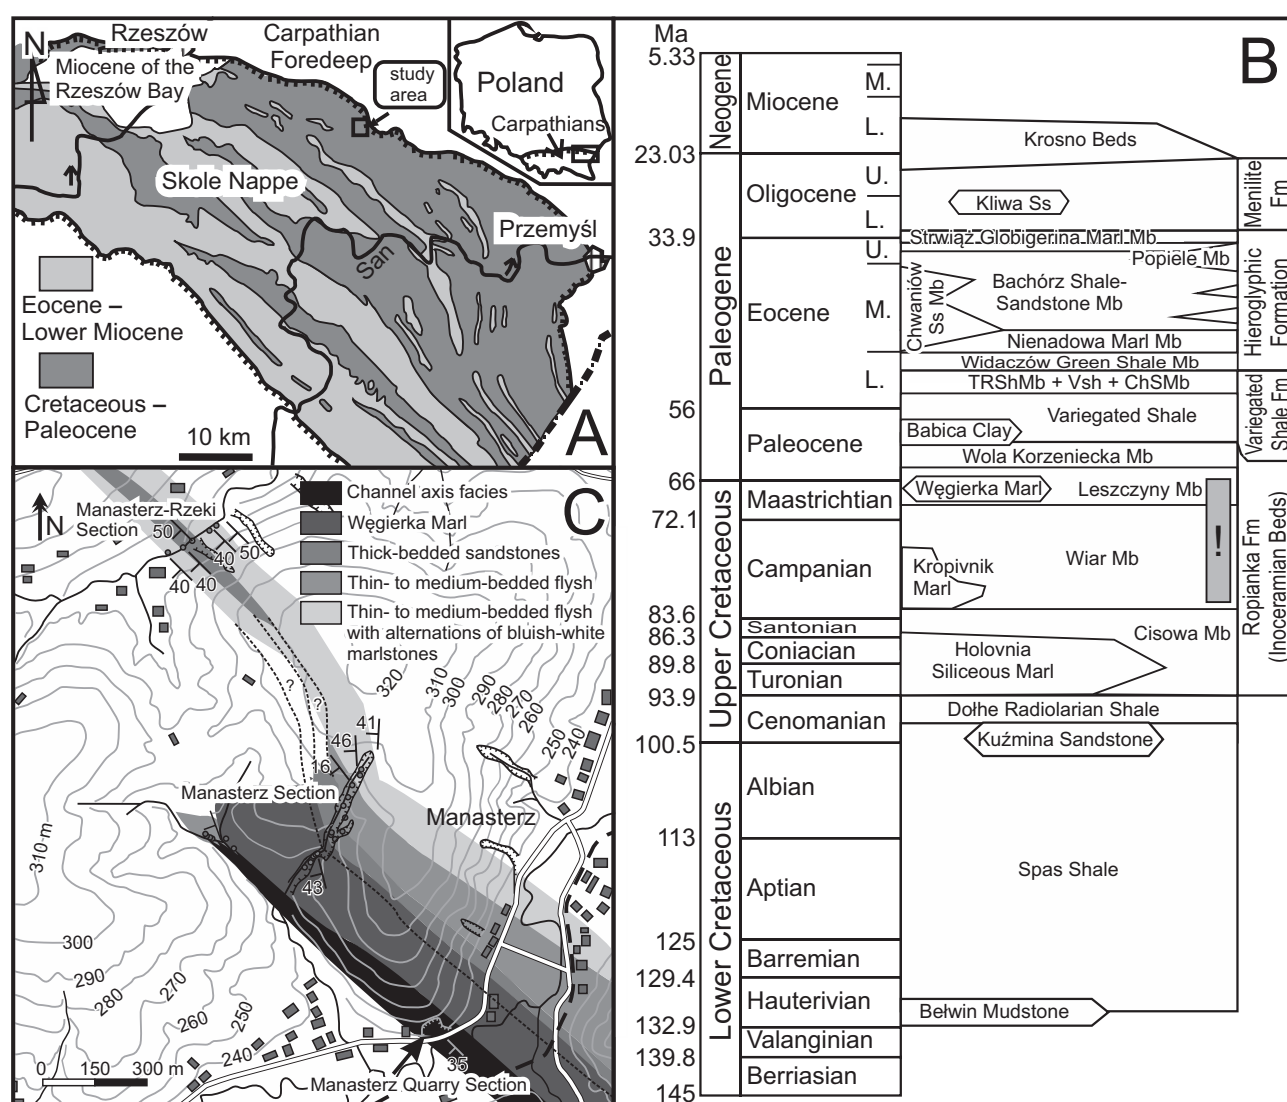 Rzeszów
Carpathian
Foredeep
N
Miocene of the
Rzeszów Bay
study
area
Poland
Carpathians
Skole Nappe
Przemyśl
San
Eocene –
Lower Miocene
Cretaceous –
Paleocene
10 km
A
B
Ma
5.33
23.03
33.9
56
66
72.1
83.6
86.3
89.8
93.9
100.5
113
125
129.4
132.9
139.8
145
Neogene
Paleogene
Upper Cretaceous
Lower Cretaceous
Miocene
M.
L.
Oligocene
U.
L.
Eocene
U.
M.
L.
Paleocene
Maastrichtian
Campanian
Santonian
Coniacian
Turonian
Cenomanian
Albian
Aptian
Barremian
Hauterivian
Valanginian
Berriasian
Krosno Beds
Kliwa Ss
Strwiąż Globigerina Marl Mb
Popiele Mb
Chwaniów
Ss Mb
Bachórz Shale-
Sandstone Mb
Nienadowa Marl Mb
Widaczów Green Shale Mb
TRShMb + Vsh + ChSMb
Variegated Shale
Babica Clay
Wola Korzeniecka Mb
Węgierka Marl
Leszczyny Mb
!
Kropivnik
Marl
Wiar Mb
Cisowa Mb
Holovnia
Siliceous Marl
Dołhe Radiolarian Shale
Kuźmina Sandstone
Spas Shale
Bełwin Mudstone
Menilite
Fm
Hieroglyphic
Formation
Variegated
Shale Fm
Ropianka Fm
(Inoceramian Beds)
C
Channel axis facies
Węgierka Marl
Thick-bedded sandstones
Thin- to medium-bedded flysh
Thin- to medium-bedded flysh
with alternations of bluish-white
marlstones
Manasterz-Rzeki
Section
N
50
40
50
40
40
?
?
320
310
300
290
280
270
260
250
240
41
46
16
Manasterz Section
Manasterz
43
310 m
300
290
280
270
260
250
240
35
0
150
300 m
Manasterz Quarry Section